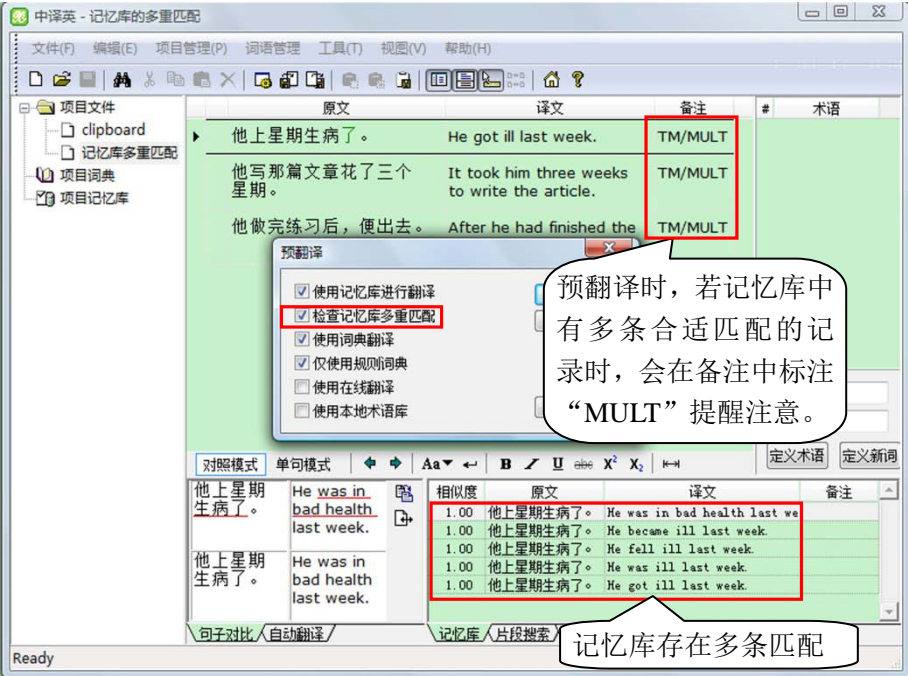 中译英 - 记忆库的多重匹配
文件(F) 编辑(E) 项目管理(P) 词语管理 工具(T) 视图(V) 帮助(H)
项目文件
clipboard
记忆库多重匹配
项目词典
项目记忆库
原文 译文 备注 # 术语
他上星期生病了。 He got ill last week. TM/MULT
他写那篇文章花了三个 It took him three weeks TM/MULT
星期。 to write the article.
他做完练习后，便出去。 After he had finished the TM/MULT
预翻译
使用记忆库进行翻译
检查记忆库多重匹配
使用词典翻译
仅使用规则词典
使用在线翻译
使用本地术语库
预翻译时，若记忆库中
有多条合适匹配的记
录时，会在备注中标注
“MULT”提醒注意。
定义术语 定义新词
对照模式 单句模式 Aa B I U abc X² X₂
他上星期 He was in
生病了。 bad health
last week.
他上星期 He was in
生病了。 bad health
last week.
相似度 原文 译文 备注
1.00 他上星期生病了。 He was in bad health last we
1.00 他上星期生病了。 He became ill last week.
1.00 他上星期生病了。 He fell ill last week.
1.00 他上星期生病了。 He was ill last week.
1.00 他上星期生病了。 He got ill last week.
句子对比 自动翻译 记忆库 片段搜索
记忆库存在多条匹配
Ready